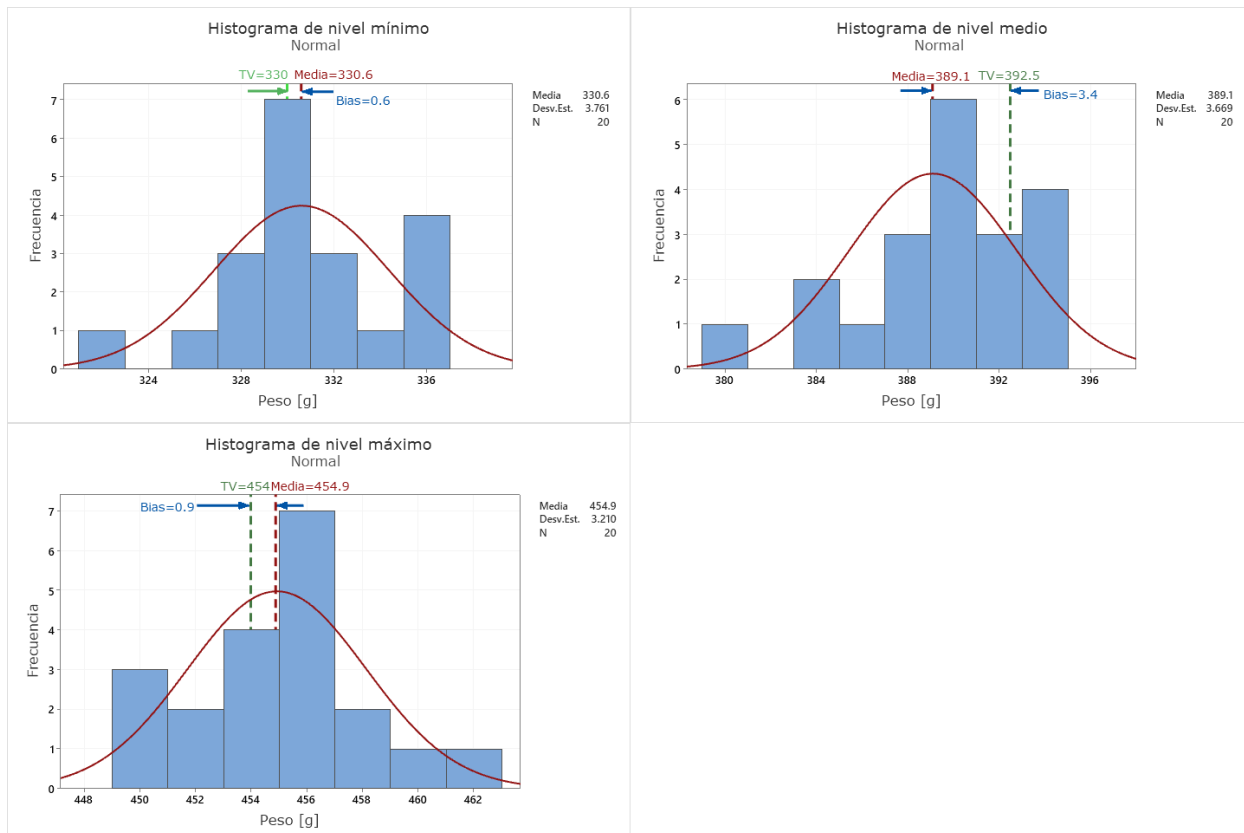 Histograma de nivel mínimo
Normal
TV=330 Media=330.6
Bias=0.6
Media 330.6
Desv.Est. 3.761
N 20
Frecuencia
7
6
5
4
3
2
1
0
324 328 332 336
Peso [g]
Histograma de nivel medio
Normal
Media=389.1 TV=392.5
Bias=3.4
Media 389.1
Desv.Est. 3.669
N 20
Frecuencia
6
5
4
3
2
1
0
380 384 388 392 396
Peso [g]
Histograma de nivel máximo
Normal
TV=454 Media=454.9
Bias=0.9
Media 454.9
Desv.Est. 3.210
N 20
Frecuencia
7
6
5
4
3
2
1
0
448 450 452 454 456 458 460 462
Peso [g]